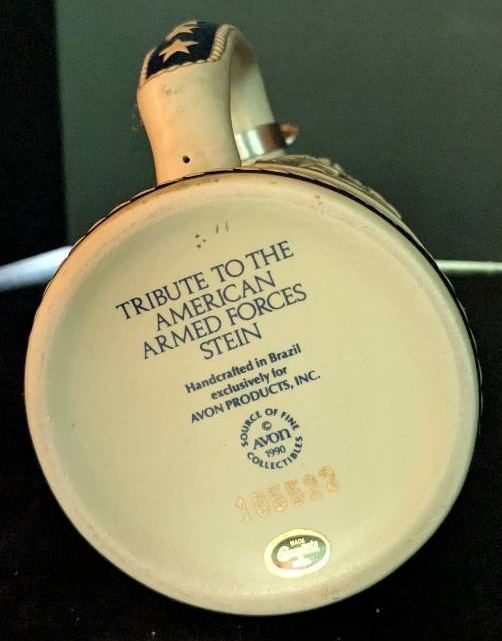 TRIBUTE TO THE
AMERICAN
ARMED FORCES
STEIN
Handcrafted in Brazil
exclusively for
AVON PRODUCTS, INC.
SOURCE OF FINE
©
AVON
1990
COLLECTIBLES
105522
MADE